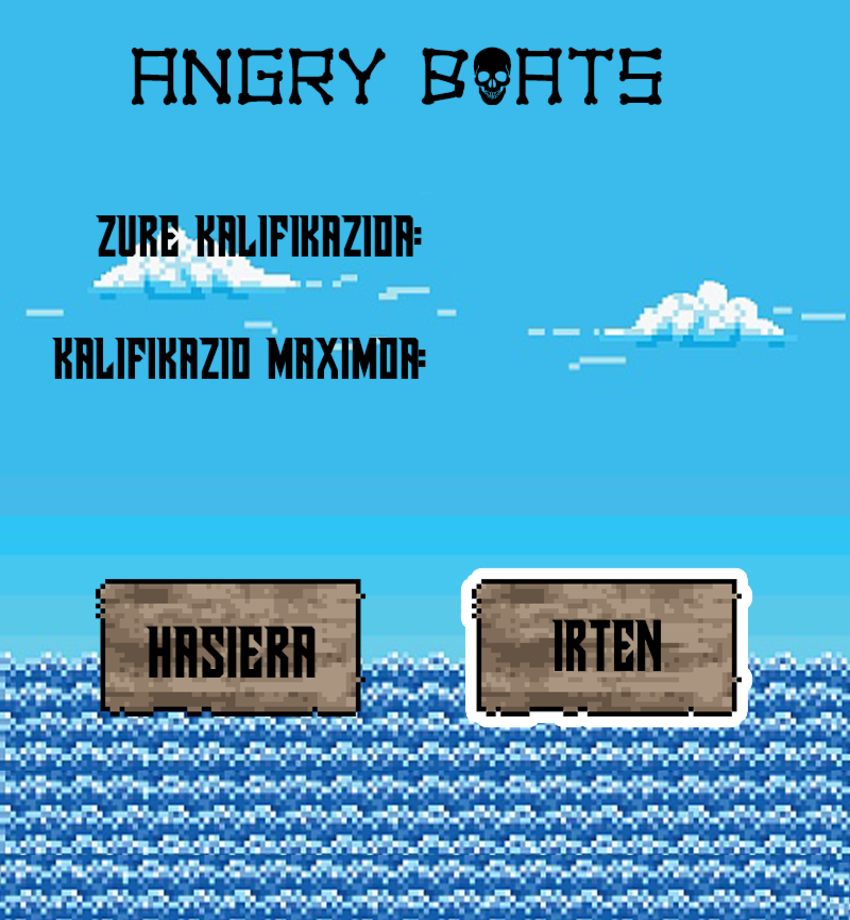 ANGRY BOATS
ZURE KALIFIKAZIOA:
KALIFIKAZIO MAXIMOA:
HASIERA
IRTEN